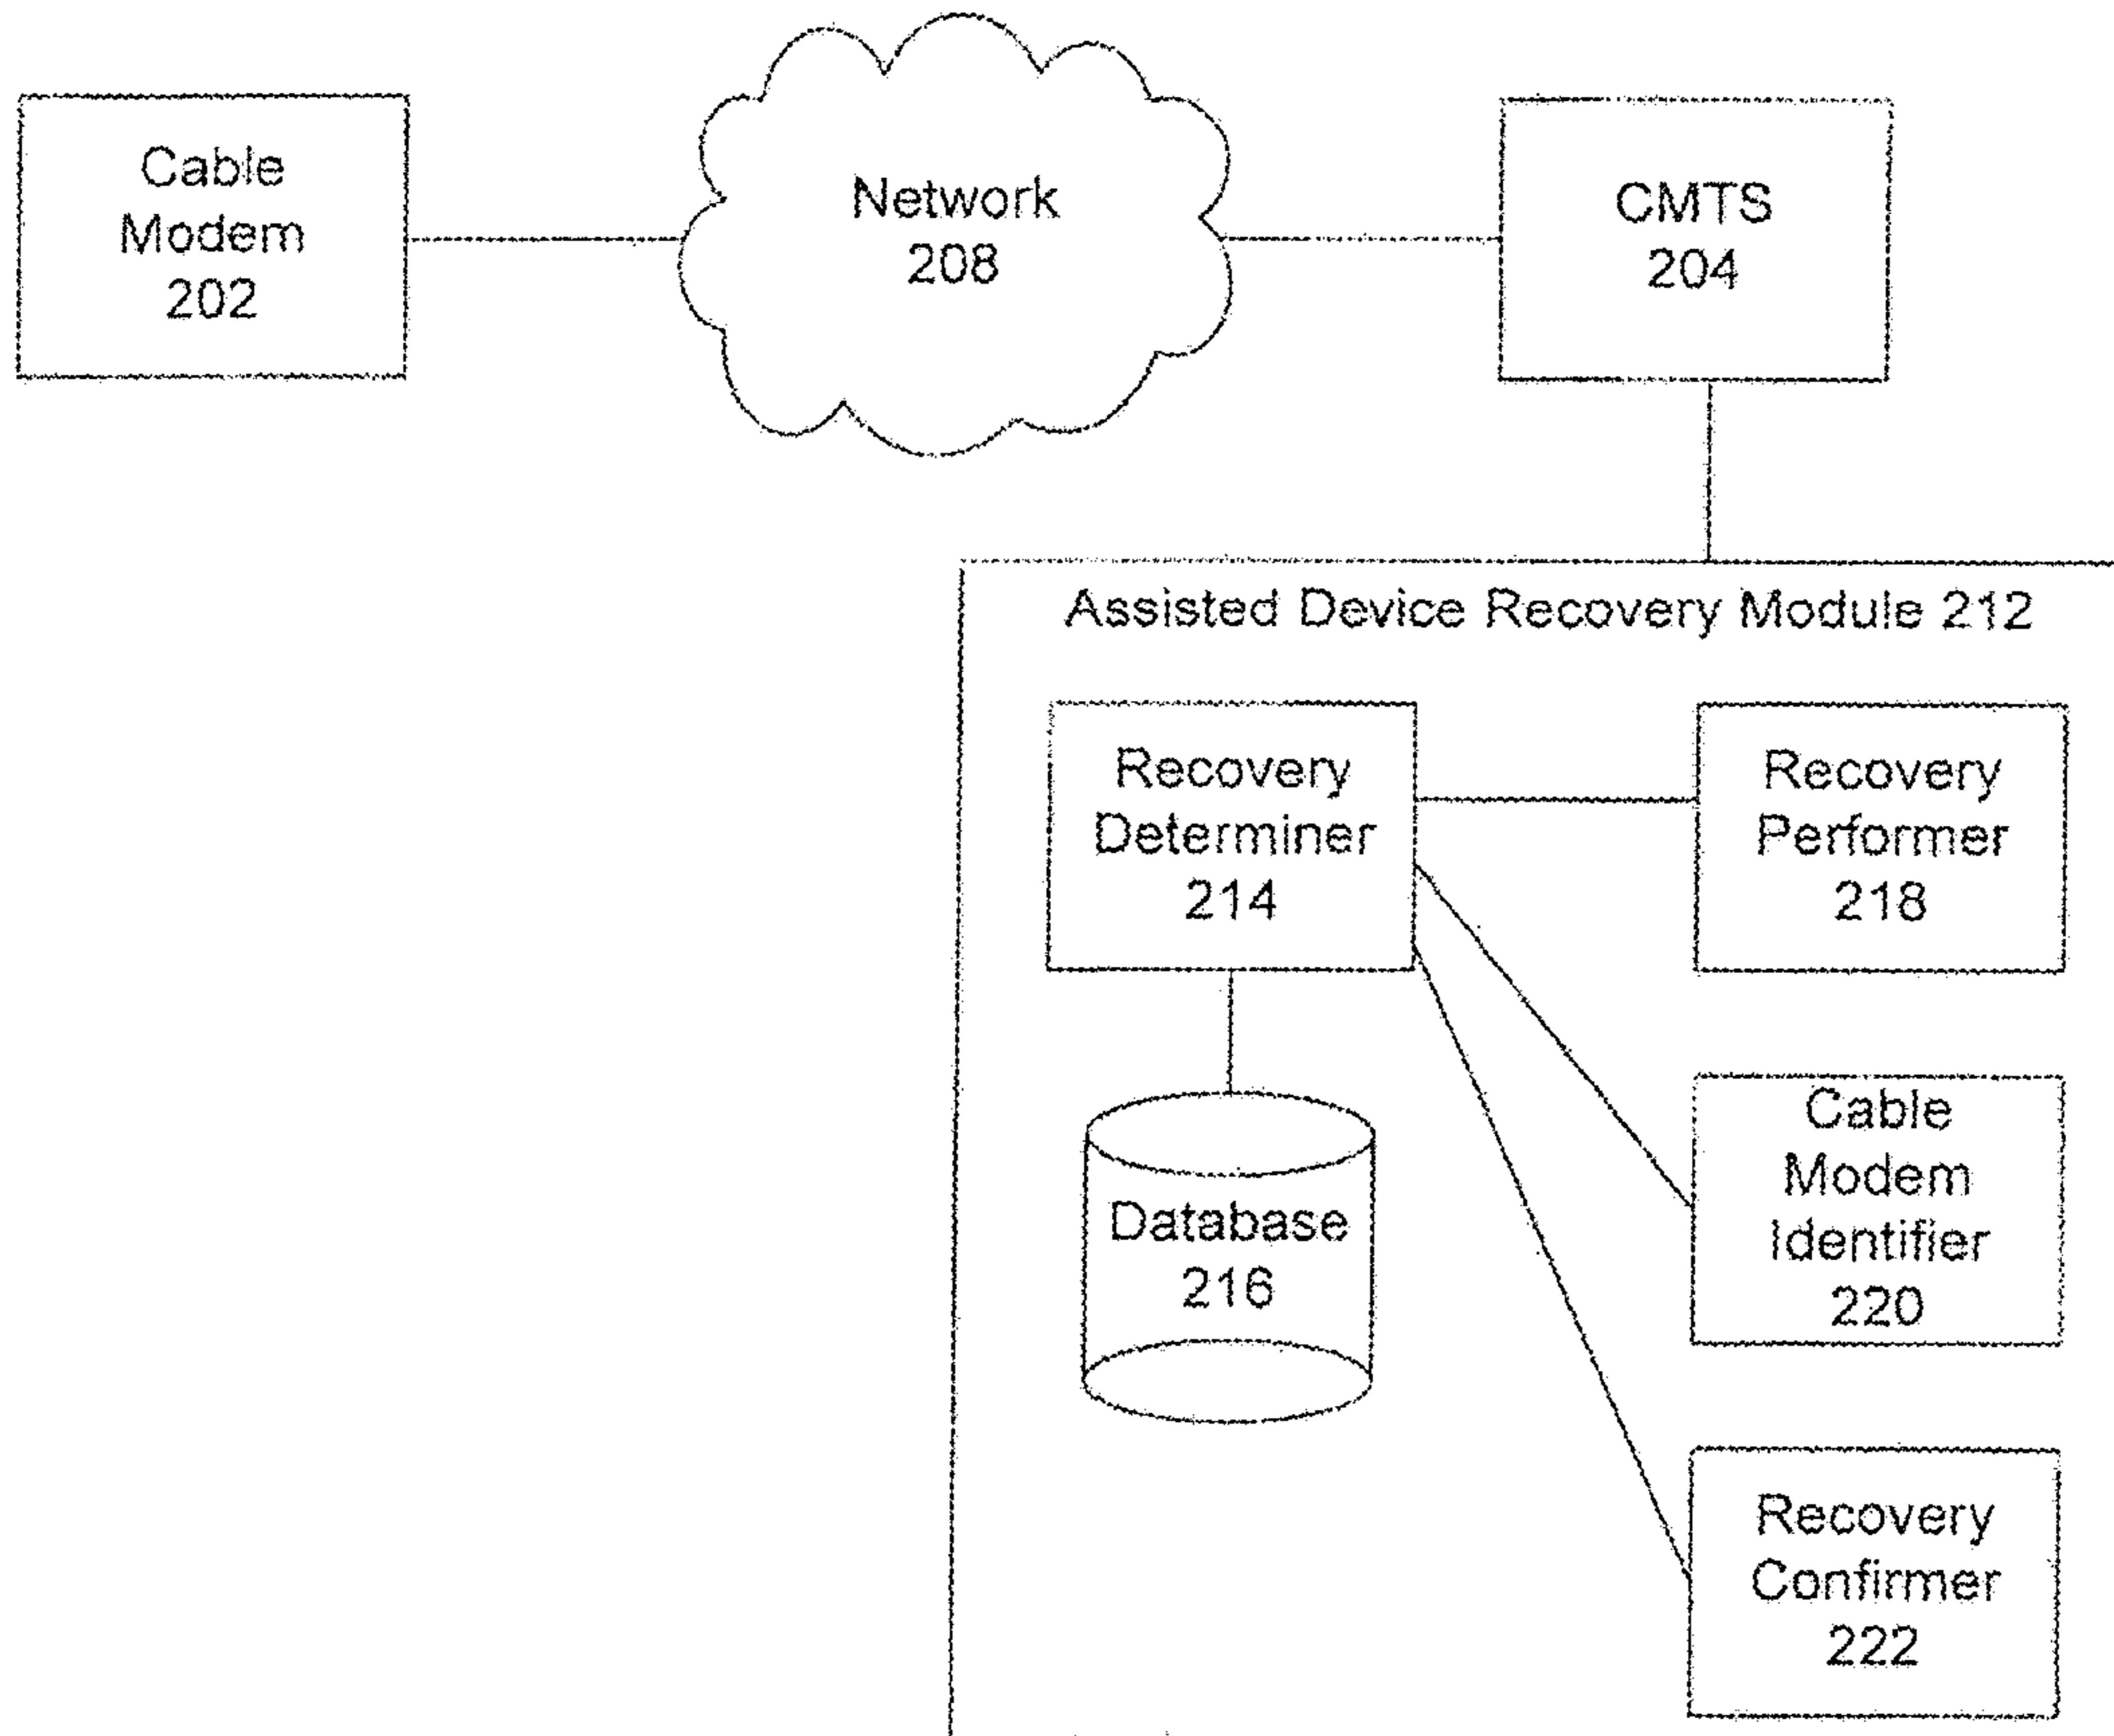 Cable
Modem
202
Network
208
CMTS
204
Assisted Device Recovery Module 212
Recovery
Determiner
214
Recovery
Performer
218
Database
216
Cable
Modem
Identifier
220
Recovery
Confirmer
222